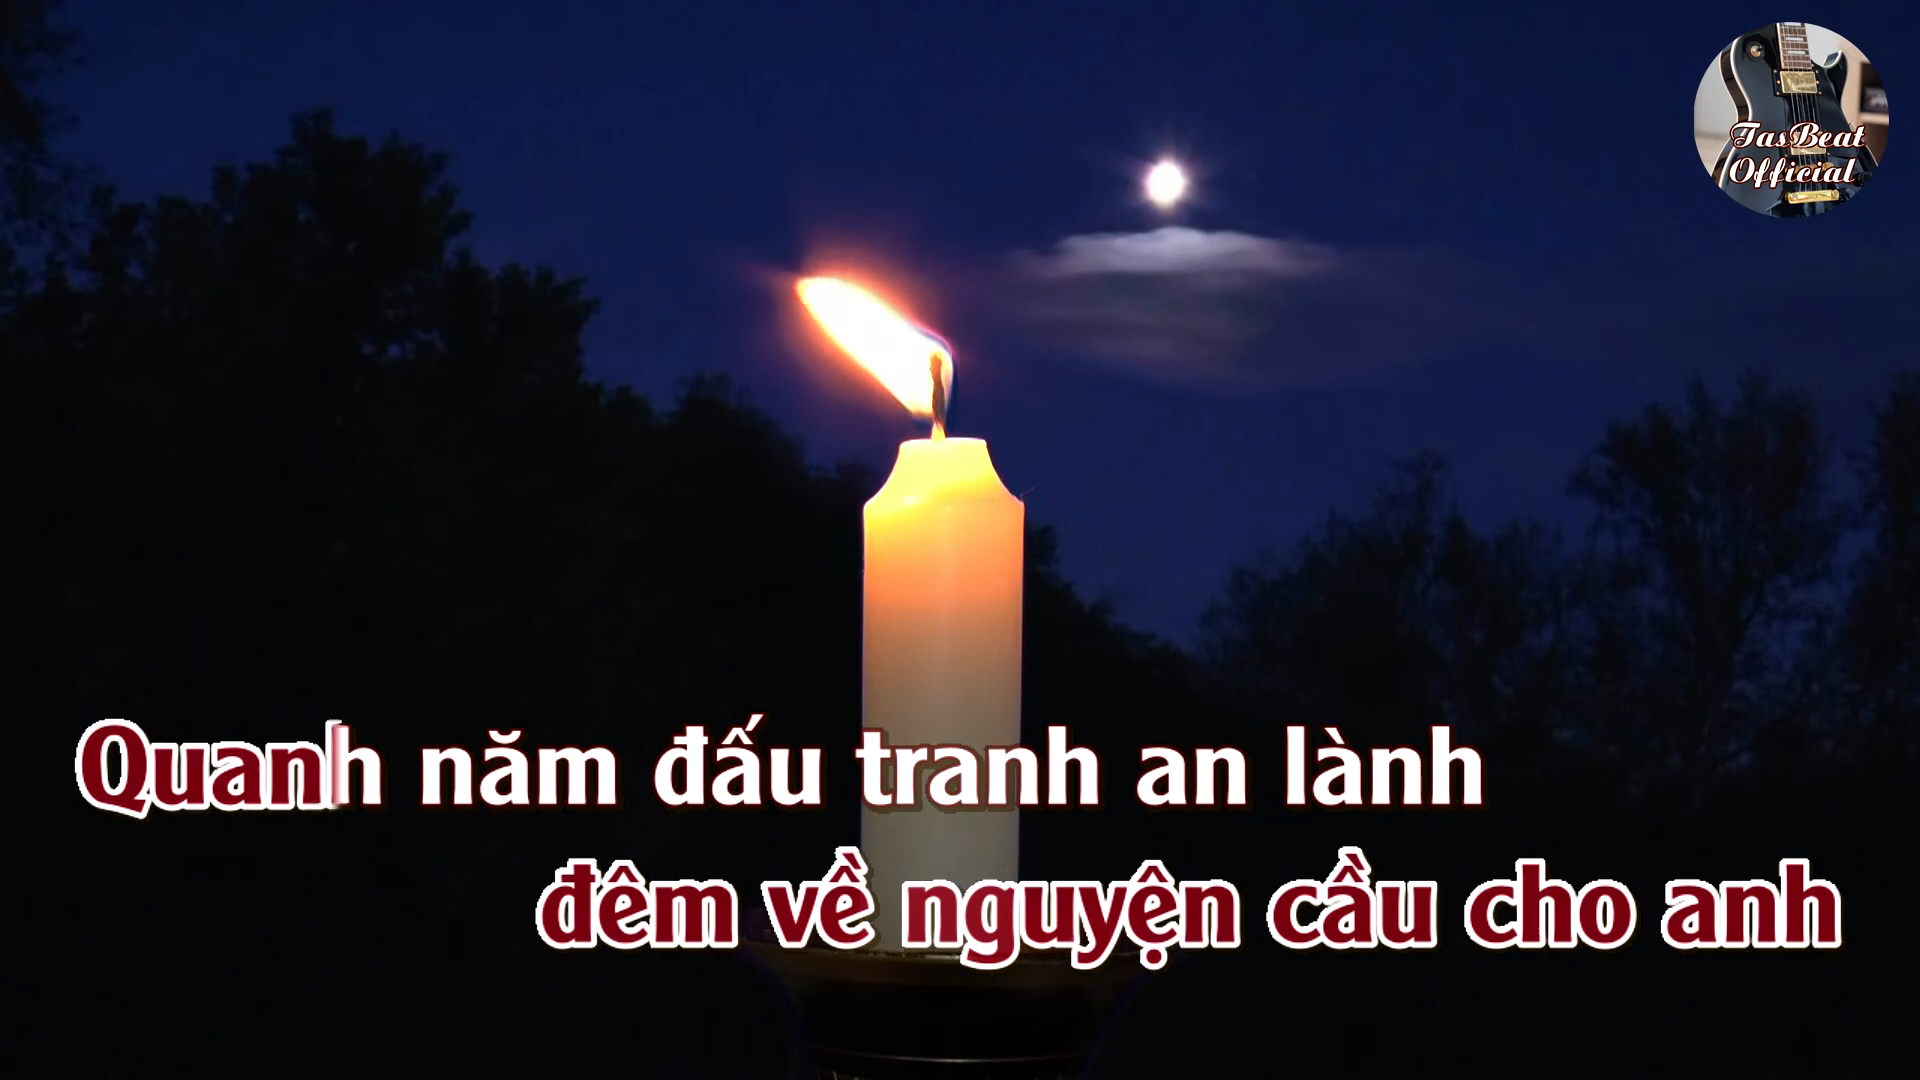 TasBeat
Official
Quanh năm đấu tranh an lành
đêm về nguyện cầu cho anh